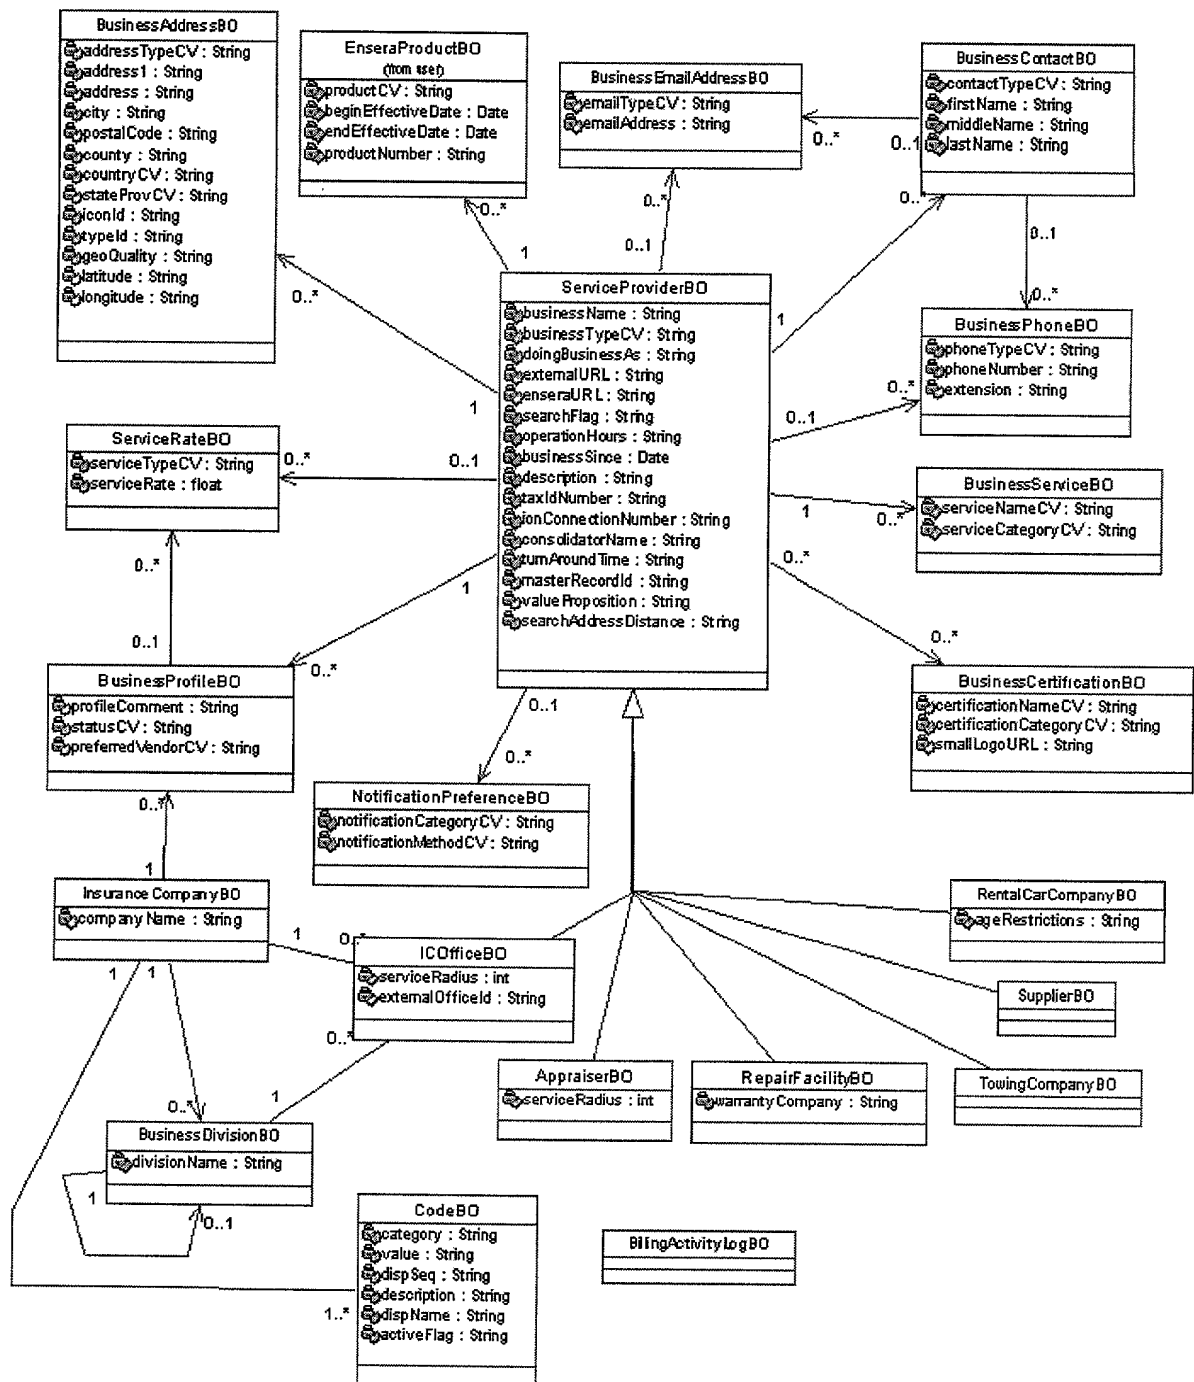 BusinessAddressBO
addressTypeCV : String
address1 : String
address : String
city : String
postalCode : String
county : String
countryCV : String
stateProvCV : String
iconId : String
typeId : String
geoQuality : String
latitude : String
longitude : String
EnseraProductBO
(from user)
productCV : String
beginEffectiveDate : Date
endEffectiveDate : Date
productNumber : String
BusinessEmailAddressBO
emailTypeCV : String
emailAddress : String
BusinessContactBO
contactTypeCV : String
firstName : String
middleName : String
lastName : String
0..*
0..1
0..*
0..*
0..*
1
0..1
0..1
0..*
0..*
1
1
ServiceProviderBO
businessName : String
businessTypeCV : String
doingBusinessAs : String
externalURL : String
enseraURL : String
searchFlag : String
operationHours : String
businessSince : Date
description : String
taxIdNumber : String
ionConnectionNumber : String
consolidatorName : String
turnAroundTime : String
masterRecordId : String
valueProposition : String
searchAddressDistance : String
BusinessPhoneBO
phoneTypeCV : String
phoneNumber : String
extension : String
0..*
0..1
ServiceRateBO
serviceTypeCV : String
serviceRate : float
0..*
0..1
BusinessServiceBO
serviceNameCV : String
serviceCategoryCV : String
1
0..*
0..*
0..*
0..1
1
0..*
0..*
BusinessProfileBO
profileComment : String
statusCV : String
preferredVendorCV : String
BusinessCertificationBO
certificationNameCV : String
certificationCategoryCV : String
smallLogoURL : String
0..1
0..*
NotificationPreferenceBO
notificationCategoryCV : String
notificationMethodCV : String
0..*
1
InsuranceCompanyBO
companyName : String
1
0..*
ICOfficeBO
serviceRadius : int
externalOfficeId : String
RentalCarCompanyBO
ageRestrictions : String
SupplierBO
1
1
0..*
AppraiserBO
serviceRadius : int
RepairFacilityBO
warrantyCompany : String
TowingCompanyBO
0..*
1
BusinessDivisionBO
divisionName : String
1
0..1
CodeBO
category : String
value : String
dispSeq : String
description : String
dispName : String
activeFlag : String
1..*
BillingActivityLogBO